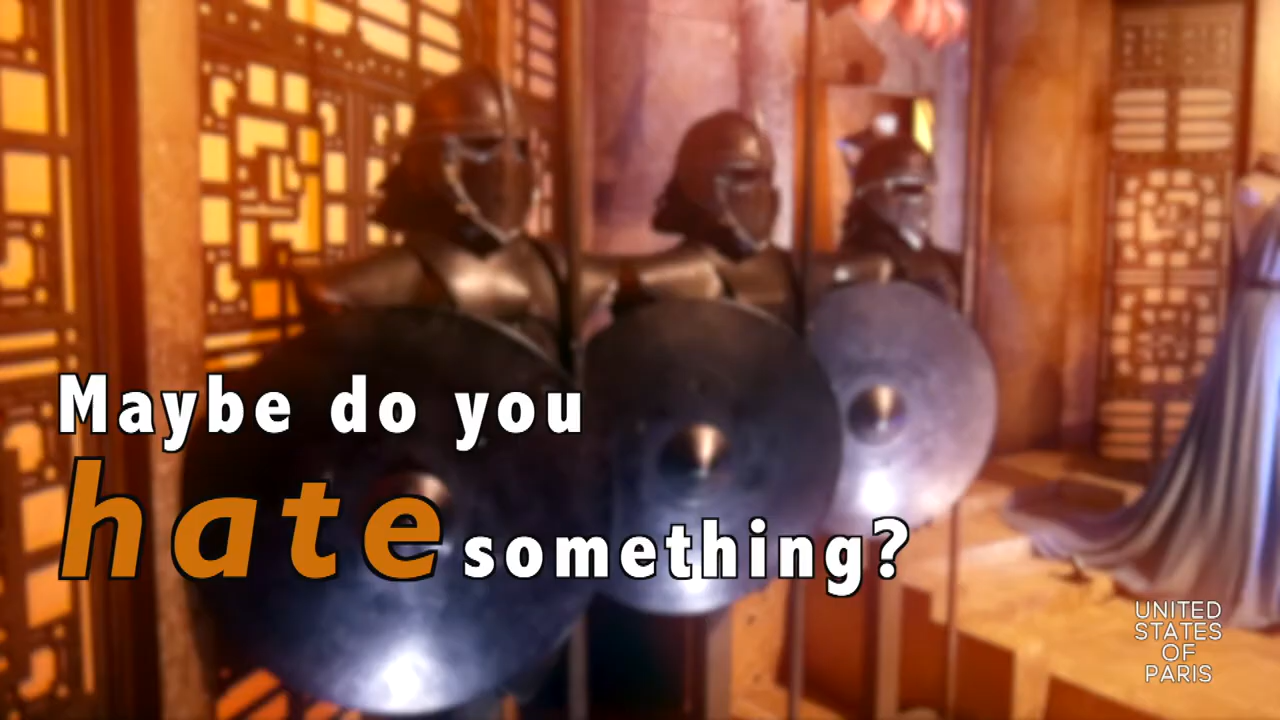 Maybe do you
hate something?
UNITED
STATES
OF
PARIS